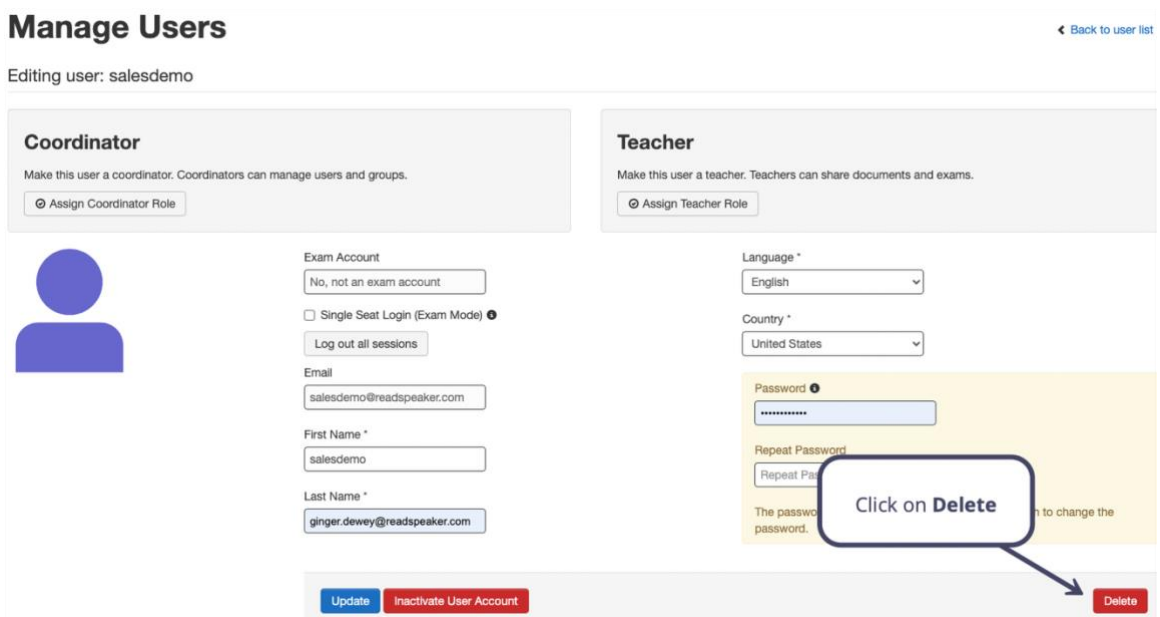 Manage Users
Back to user list
Editing user: salesdemo
Coordinator
Make this user a coordinator. Coordinators can manage users and groups.
Assign Coordinator Role
Teacher
Make this user a teacher. Teachers can share documents and exams.
Assign Teacher Role
Exam Account
No, not an exam account
Single Seat Login (Exam Mode)
Log out all sessions
Email
salesdemo@readspeaker.com
First Name *
salesdemo
Last Name *
ginger.dewey@readspeaker.com
Language *
English
Country *
United States
Password
••••••••••••
Repeat Password
Repeat
Click on Delete
The
to change the
password.
Update
Inactivate User Account
Delete